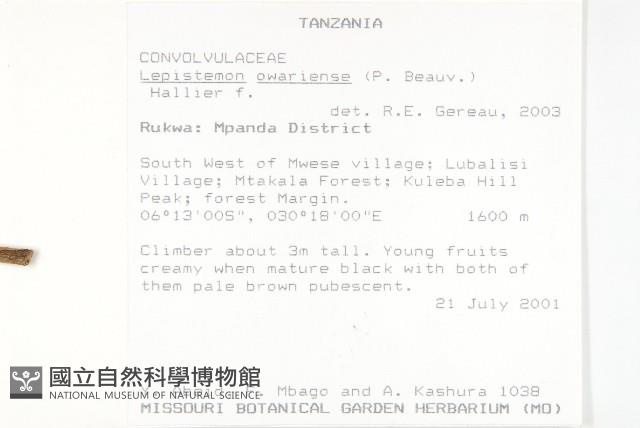 TANZANIA
CONVOLVULACEAE
Lepistemon owariense (P. Beauv.)
Hallier f.
det. R.E. Gereau, 2003
Rukwa: Mpanda District
South West of Mwese village; Lubalisi
Village; Mtakala Forest; Kuleba Hill
Peak; forest Margin.
06°13'00S", 030°18'00"E 1600 m
Climber about 3m tall. Young fruits
creamy when mature black with both of
them pale brown pubescent.
21 July 2001
國立自然科學博物館
NATIONAL MUSEUM OF NATURAL SCIENCE
Mbago and A. Kashura 1038
MISSOURI BOTANICAL GARDEN HERBARIUM (MO)